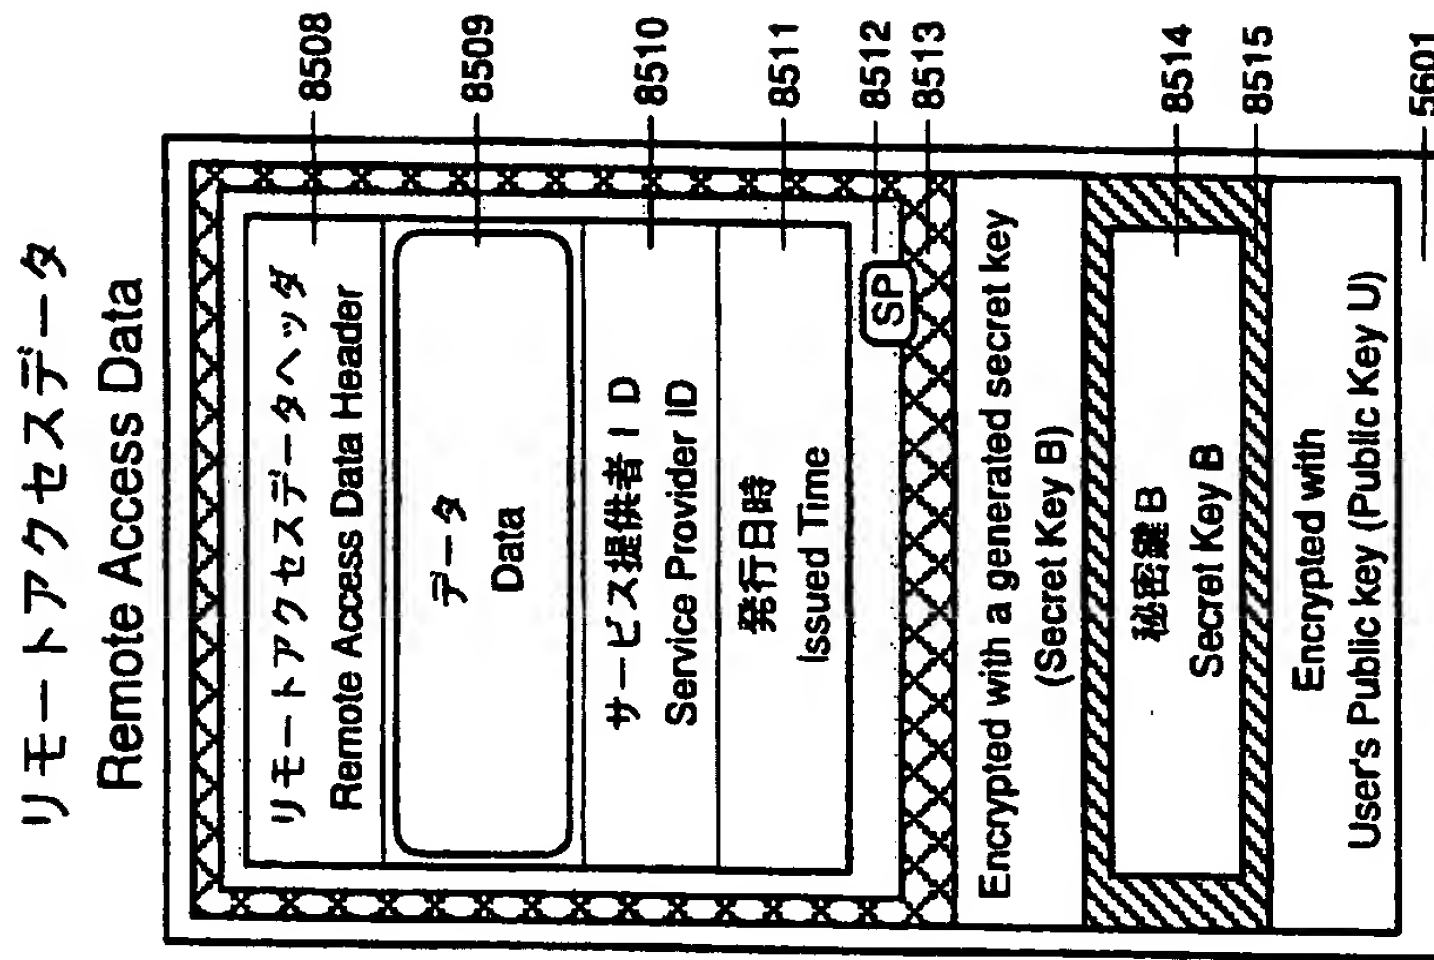 リモートアクセスデータ
Remote Access Data
リモートアクセスデータヘッダ
Remote Access Data Header
8508
データ
Data
8509
サービス提供者ID
Service Provider ID
8510
発行日時
Issued Time
8511
SP
8512
8513
Encrypted with a generated secret key
(Secret Key B)
秘密鍵B
Secret Key B
8514
8515
Encrypted with
User's Public key (Public Key U)
5601